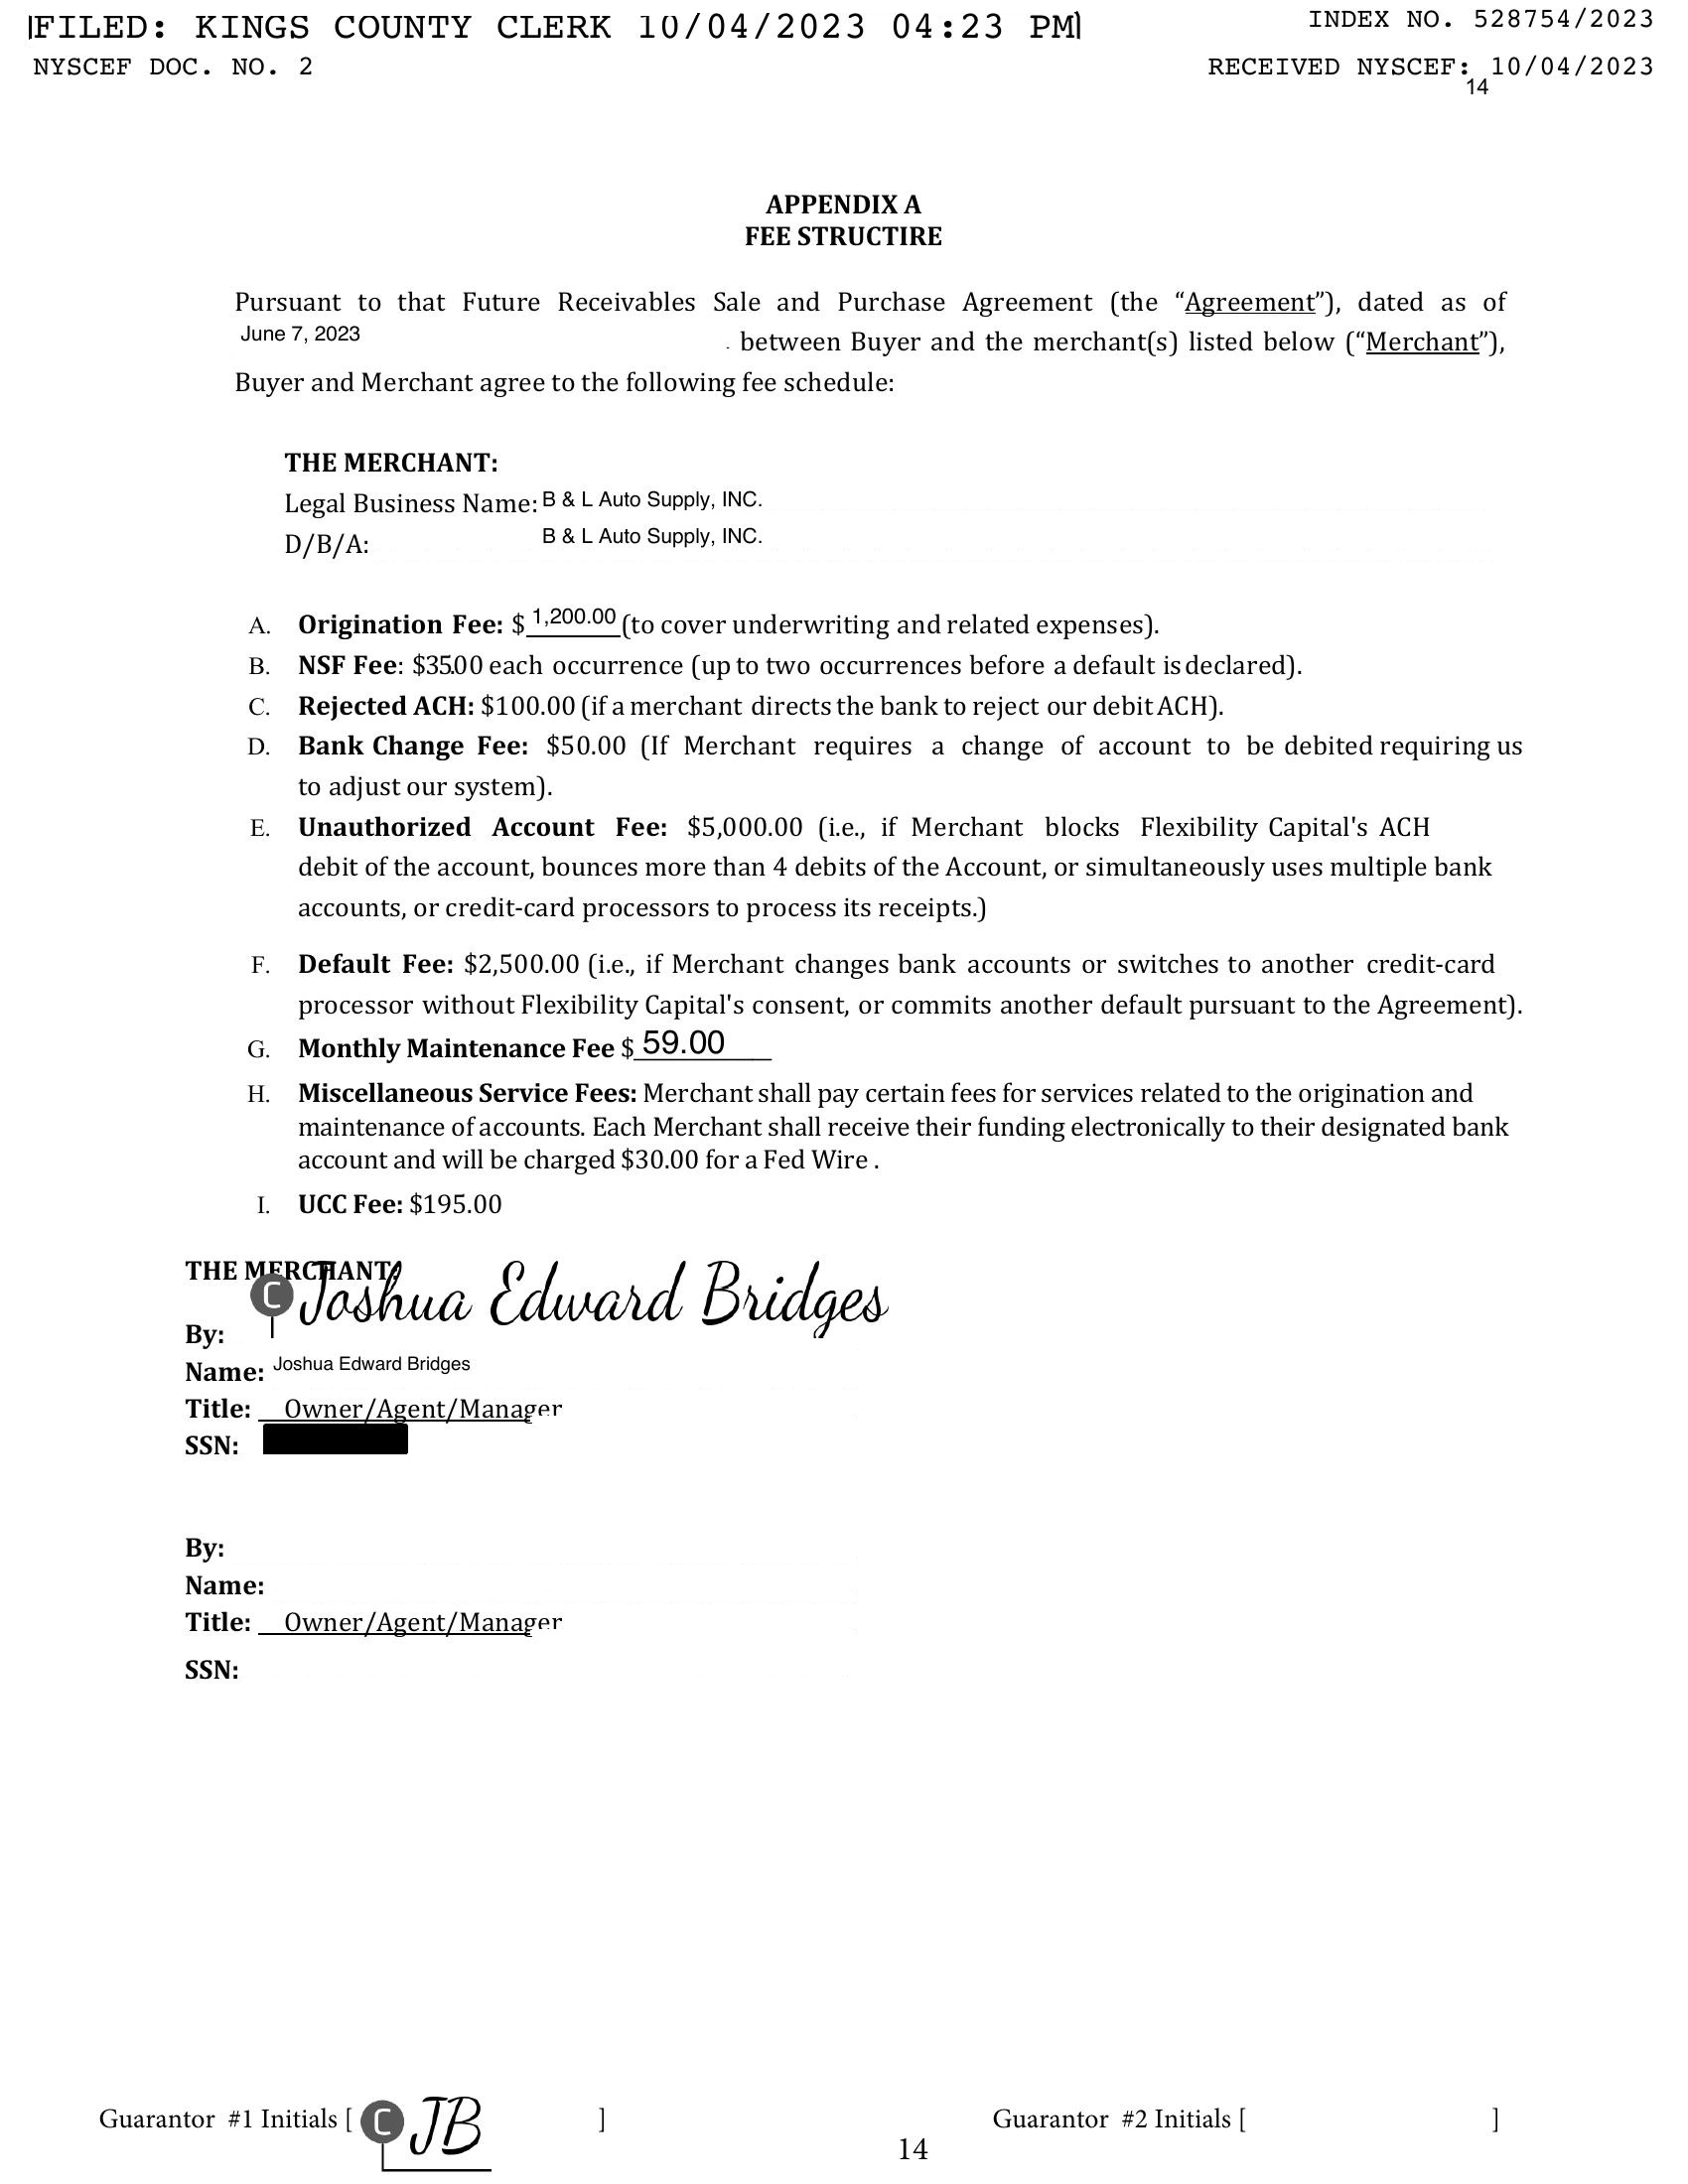 FILED: KINGS COUNTY CLERK 10/04/2023 04:23 PM
INDEX NO. 528754/2023
NYSCEF DOC. NO. 2
RECEIVED NYSCEF: 10/04/2023
14
APPENDIX A
FEE STRUCTIRE
Pursuant to that Future Receivables Sale and Purchase Agreement (the “Agreement”), dated as of
June 7, 2023 . between Buyer and the merchant(s) listed below (“Merchant”),
Buyer and Merchant agree to the following fee schedule:
THE MERCHANT:
Legal Business Name: B & L Auto Supply, INC.
D/B/A: B & L Auto Supply, INC.
A. Origination Fee: $ 1,200.00 (to cover underwriting and related expenses).
B. NSF Fee: $35.00 each occurrence (up to two occurrences before a default is declared).
C. Rejected ACH: $100.00 (if a merchant directs the bank to reject our debit ACH).
D. Bank Change Fee: $50.00 (If Merchant requires a change of account to be debited requiring us
to adjust our system).
E. Unauthorized Account Fee: $5,000.00 (i.e., if Merchant blocks Flexibility Capital's ACH
debit of the account, bounces more than 4 debits of the Account, or simultaneously uses multiple bank
accounts, or credit-card processors to process its receipts.)
F. Default Fee: $2,500.00 (i.e., if Merchant changes bank accounts or switches to another credit-card
processor without Flexibility Capital's consent, or commits another default pursuant to the Agreement).
G. Monthly Maintenance Fee $ 59.00
H. Miscellaneous Service Fees: Merchant shall pay certain fees for services related to the origination and
maintenance of accounts. Each Merchant shall receive their funding electronically to their designated bank
account and will be charged $30.00 for a Fed Wire .
I. UCC Fee: $195.00
THE MERCHANT:
By: C Joshua Edward Bridges
Name: Joshua Edward Bridges
Title: Owner/Agent/Manager
SSN:
By:
Name:
Title: Owner/Agent/Manager
SSN:
Guarantor #1 Initials [ C JB ] Guarantor #2 Initials [ ]
14